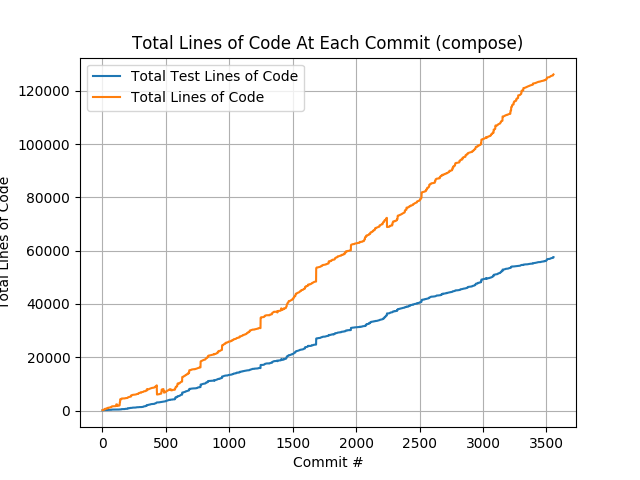 Total Lines of Code At Each Commit (compose)
Total Test Lines of Code
Total Lines of Code
Total Lines of Code
120000
100000
80000
60000
40000
20000
0
0 500 1000 1500 2000 2500 3000 3500
Commit #